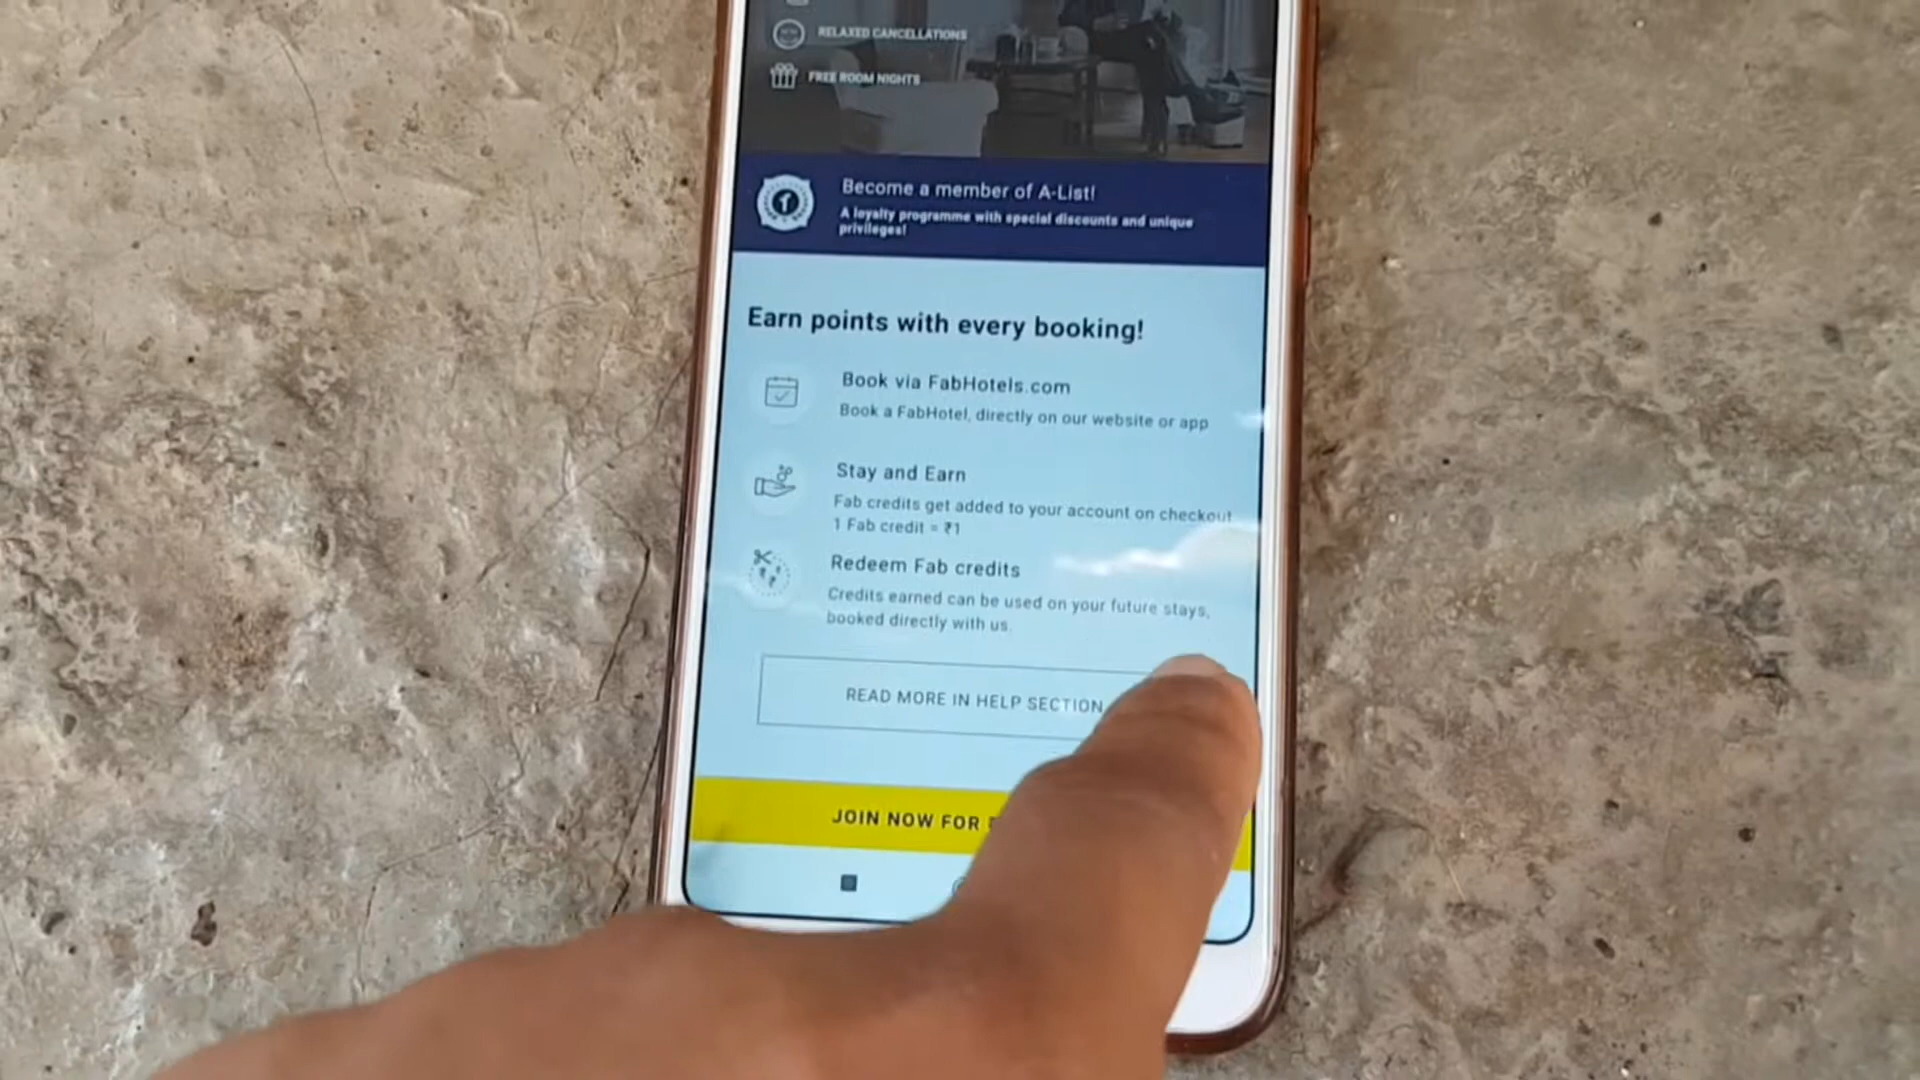 RELAXED CANCELLATIONS
FREE ROOM NIGHTS
Become a member of A-List!
A loyalty programme with special discounts and unique
privileges!
Earn points with every booking!
Book via FabHotels.com
Book a FabHotel, directly on our website or app
Stay and Earn
Fab credits get added to your account on checkout
1 Fab credit = ₹1
Redeem Fab credits
Credits earned can be used on your future stays,
booked directly with us.
READ MORE IN HELP SECTION
JOIN NOW FOR